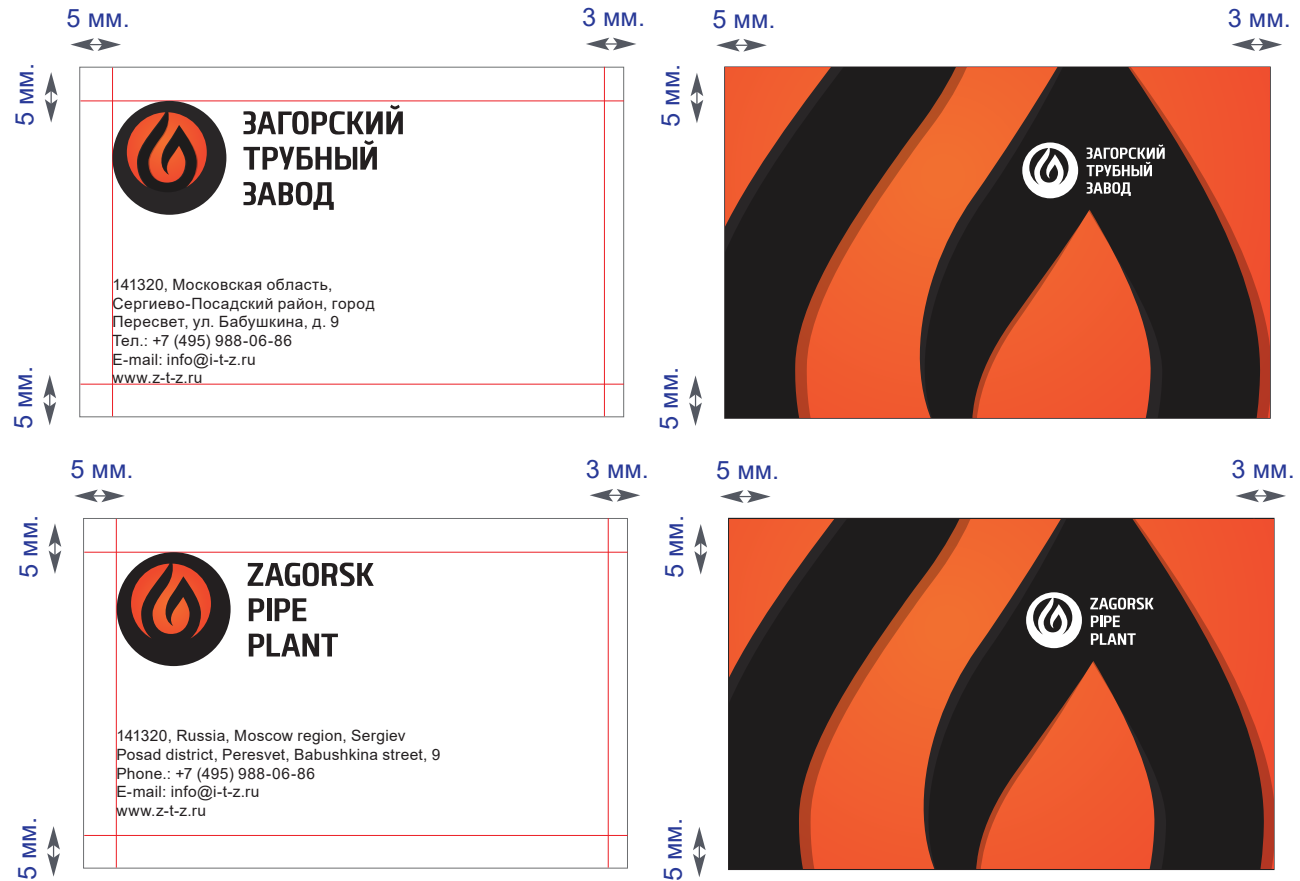 5 мм.
3 мм.
5 мм.
3 мм.
5 мм.
5 мм.
ЗАГОРСКИЙ
ТРУБНЫЙ
ЗАВОД
141320, Московская область,
Сергиево-Посадский район, город
Пересвет, ул. Бабушкина, д. 9
Тел.: +7 (495) 988-06-86
E-mail: info@i-t-z.ru
www.z-t-z.ru
5 мм.
5 мм.
ЗАГОРСКИЙ
ТРУБНЫЙ
ЗАВОД
5 мм.
3 мм.
5 мм.
3 мм.
5 мм.
5 мм.
ZAGORSK
PIPE
PLANT
141320, Russia, Moscow region, Sergiev
Posad district, Peresvet, Babushkina street, 9
Phone.: +7 (495) 988-06-86
E-mail: info@i-t-z.ru
www.z-t-z.ru
5 мм.
5 мм.
ZAGORSK
PIPE
PLANT